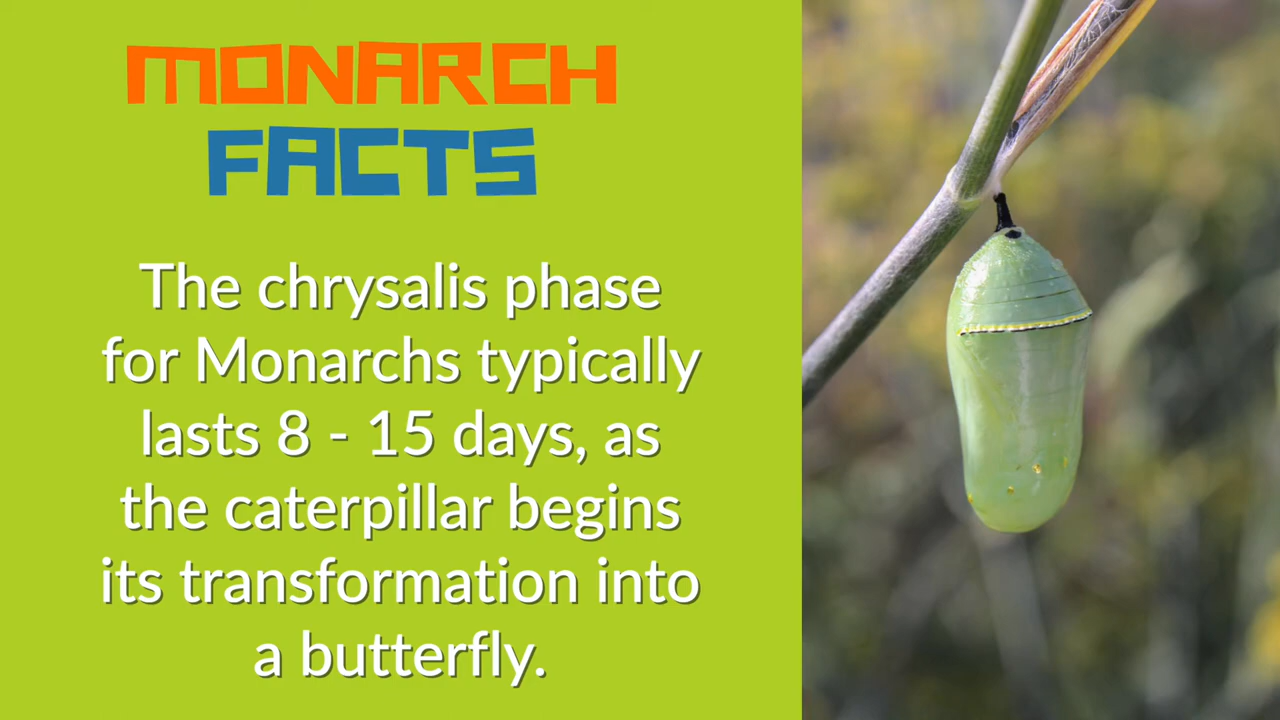 MONARCH
FACTS
The chrysalis phase
for Monarchs typically
lasts 8 - 15 days, as
the caterpillar begins
its transformation into
a butterfly.